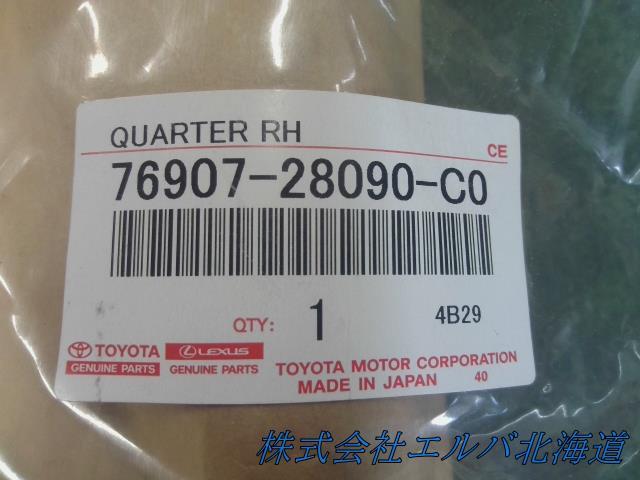 QUARTER RH
CE
76907-28090-C0
QTY: 1 4B29
TOYOTA LEXUS
GENUINE PARTS GENUINE PARTS
TOYOTA MOTOR CORPORATION
MADE IN JAPAN 40
株式会社エルバ北海道